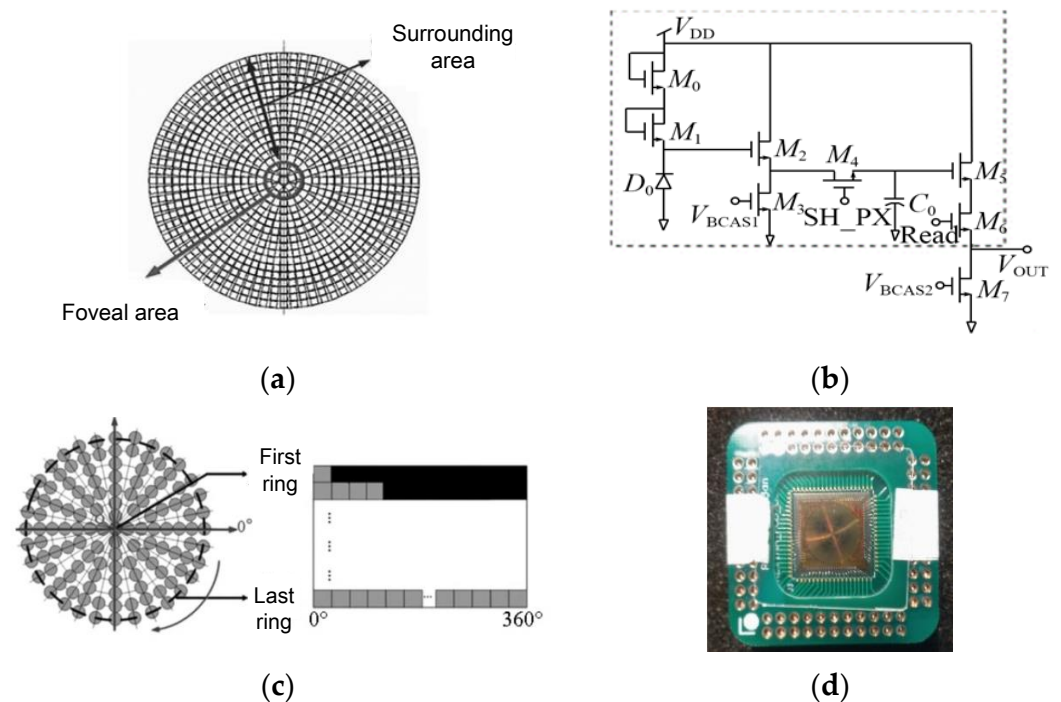 Surrounding
area
Foveal area
(a)
V_DD
M_0
M_1
M_2
M_4
D_0
V_BCAS1
M_3
SH_PX
C_0
M_5
Read
M_6
V_OUT
V_BCAS2
M_7
(b)
First
ring
0°
Last
ring
0°
360°
(c)
(d)